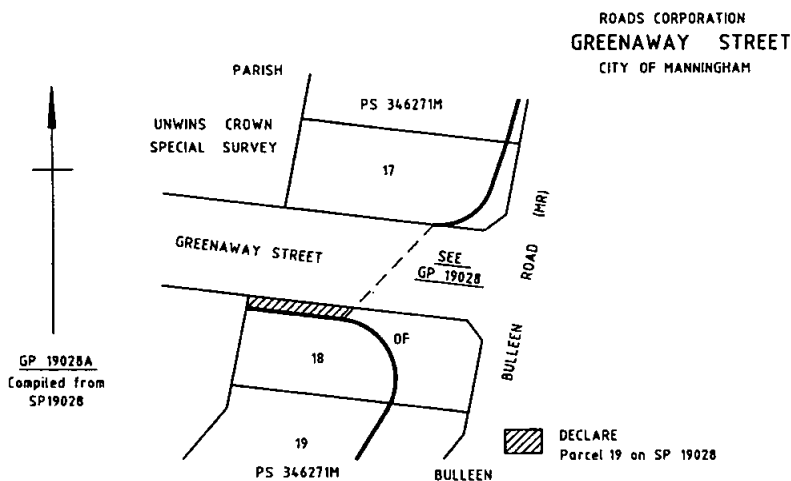 ROADS CORPORATION
GREENAWAY STREET
CITY OF MANNINGHAM
PARISH
PS 346271M
UNWINS CROWN
SPECIAL SURVEY
17
(MR)
GREENAWAY STREET
SEE
GP 19028
ROAD
OF
BULLEEN
18
GP 19028A
Compiled from
SP19028
19
PS 346271M
BULLEEN
DECLARE
Parcel 19 on SP 19028